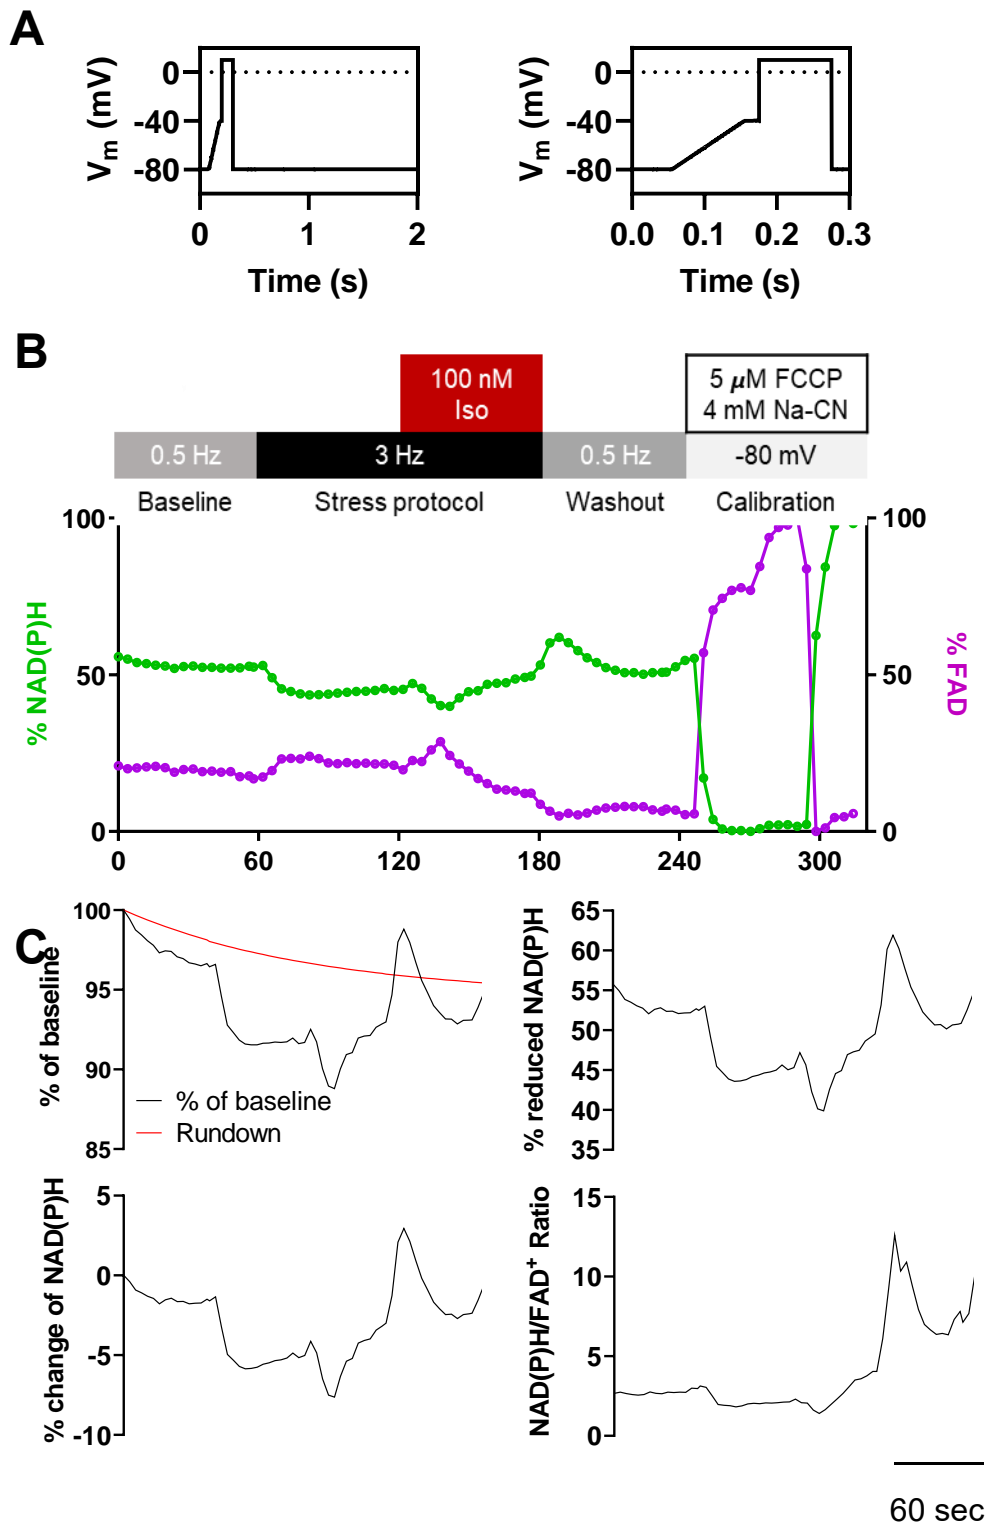 A
Vm (mV)
0
-40
-80
0
1
2
Time (s)
Vm (mV)
0
-40
-80
0.0
0.1
0.2
0.3
Time (s)
B
100 nM
Iso
5 µM FCCP
4 mM Na-CN
0.5 Hz
3 Hz
0.5 Hz
-80 mV
Baseline
Stress protocol
Washout
Calibration
% NAD(P)H
100
50
0
% FAD
100
50
0
0
60
120
180
240
300
C
% of baseline
100
95
90
85
% of baseline
Rundown
% reduced NAD(P)H
65
60
55
50
45
40
35
% change of NAD(P)H
5
0
-5
-10
NAD(P)H/FAD⁺ Ratio
15
10
5
0
60 sec